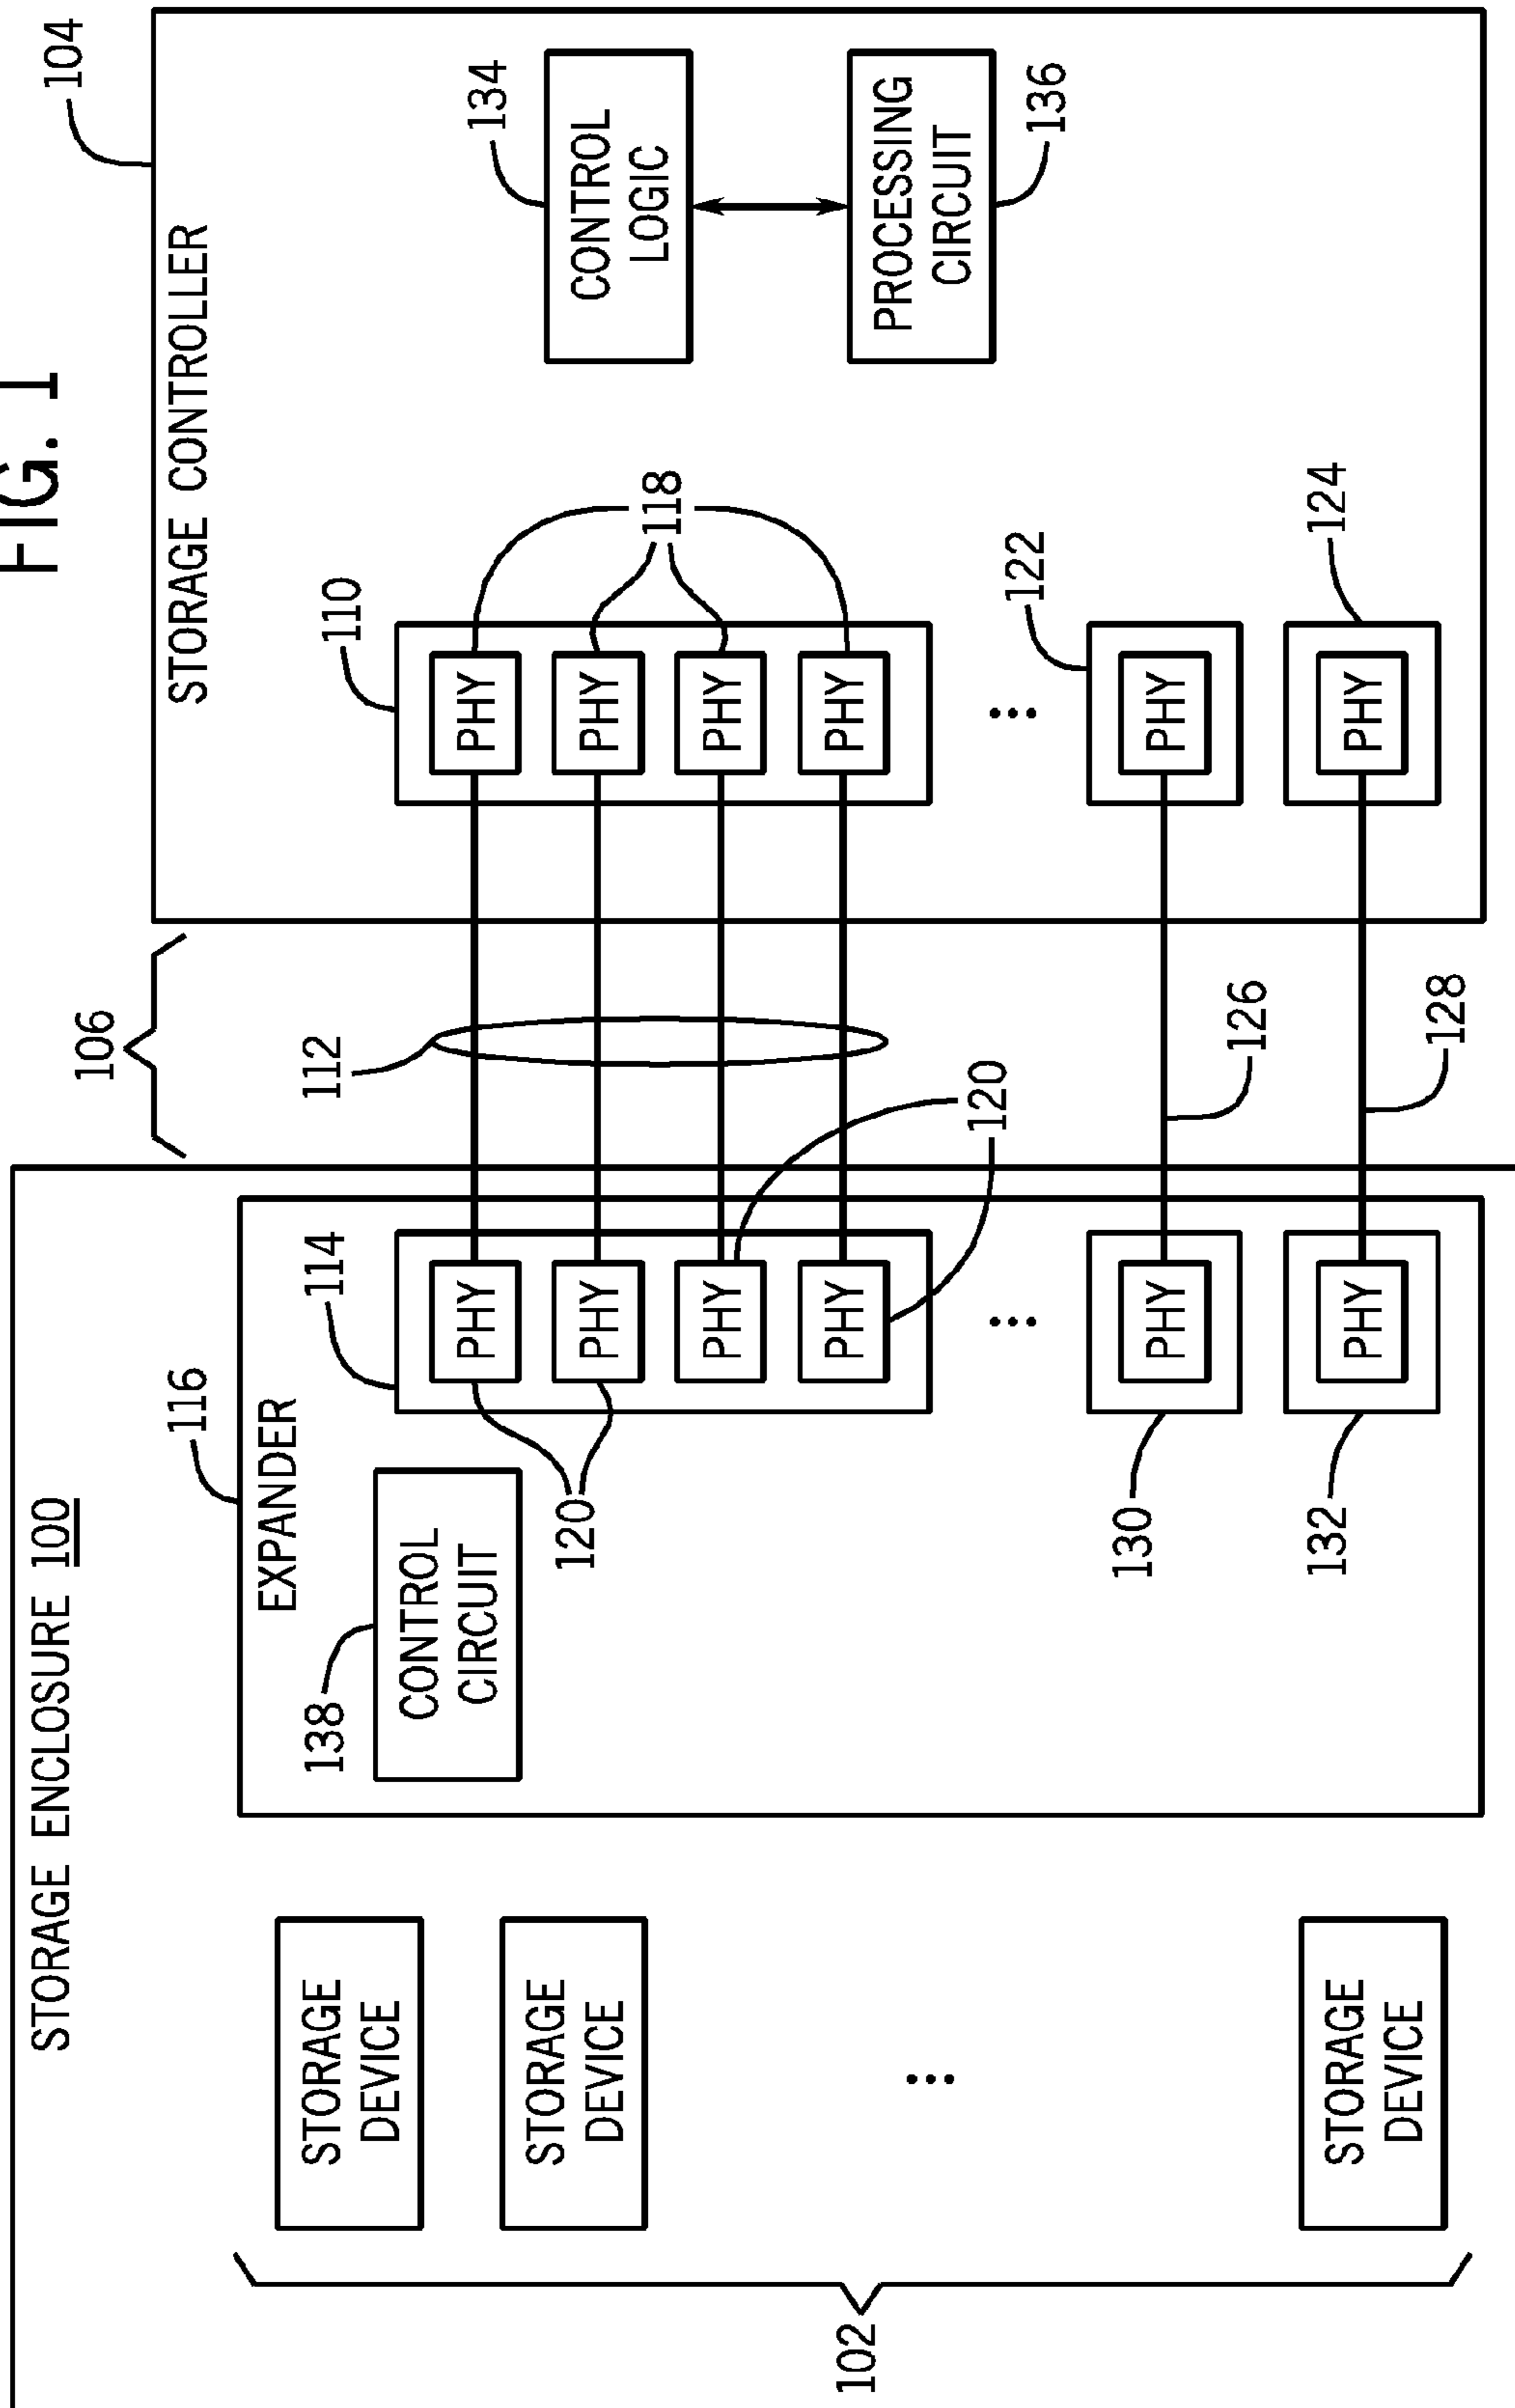 FIG. 1
STORAGE ENCLOSURE 100
106
104
116
EXPANDER
STORAGE CONTROLLER
138
CONTROL
CIRCUIT
114
112
110
STORAGE
DEVICE
STORAGE
DEVICE
PHY
PHY
PHY
PHY
120
120
PHY
PHY
PHY
PHY
118
134
CONTROL
LOGIC
PROCESSING
CIRCUIT
136
102
...
...
...
130
PHY
126
PHY
122
STORAGE
DEVICE
132
PHY
128
PHY
124